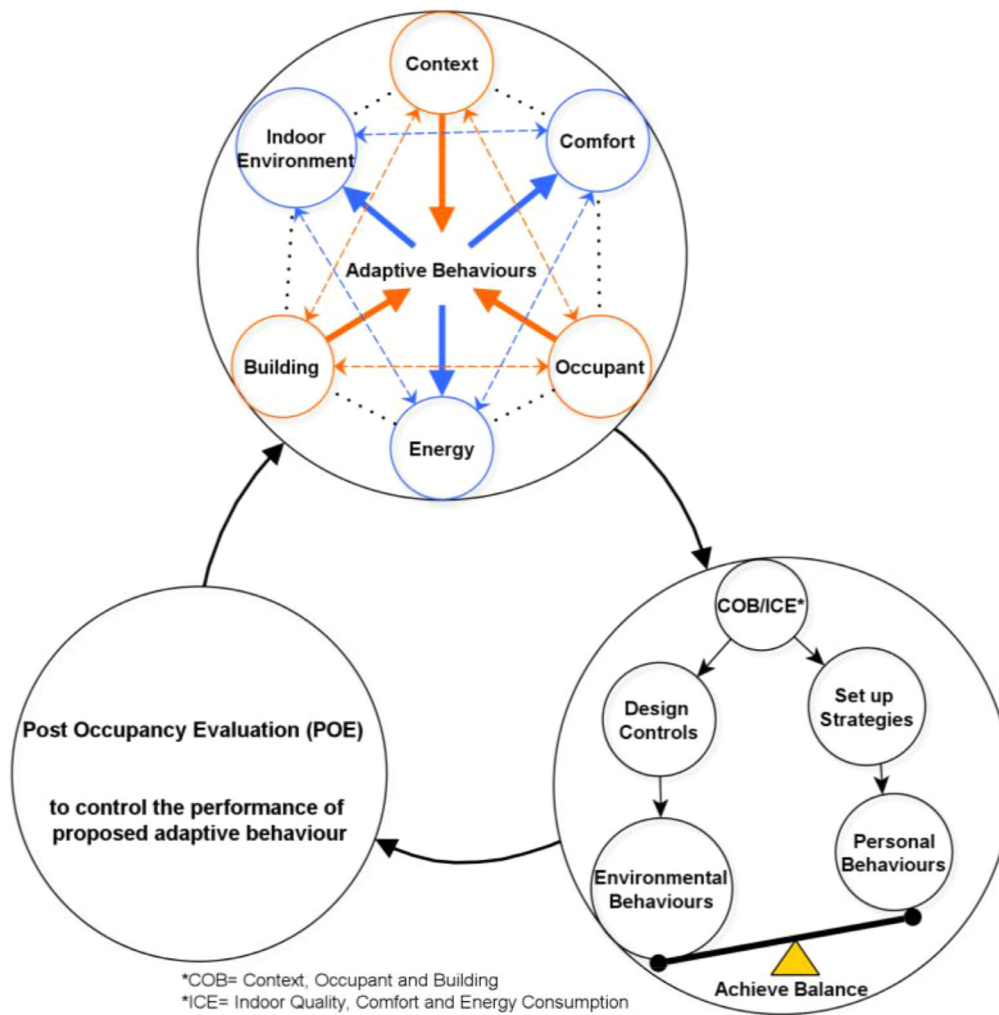 Context
Indoor
Environment
Comfort
Adaptive Behaviours
Building
Occupant
Energy
COB/ICE*
Design
Controls
Set up
Strategies
Environmental
Behaviours
Personal
Behaviours
Achieve Balance
Post Occupancy Evaluation (POE)
to control the performance of
proposed adaptive behaviour
*COB= Context, Occupant and Building
*ICE= Indoor Quality, Comfort and Energy Consumption